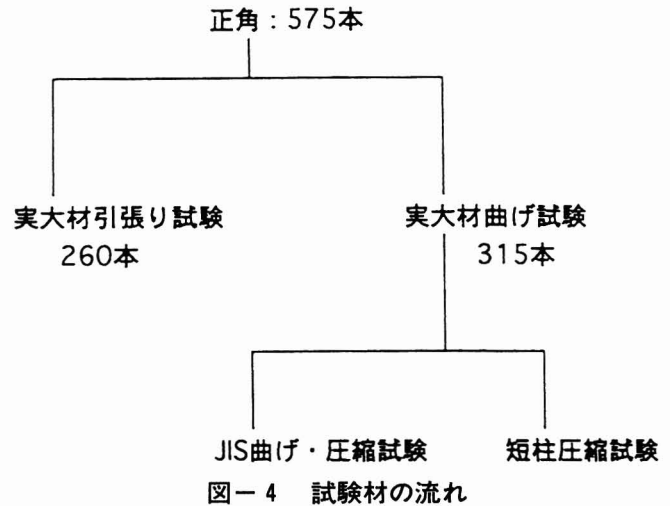 正角：575本
実大材引張り試験 実大材曲げ試験
260本 315本
JIS曲げ・圧縮試験 短柱圧縮試験
図－4 試験材の流れ